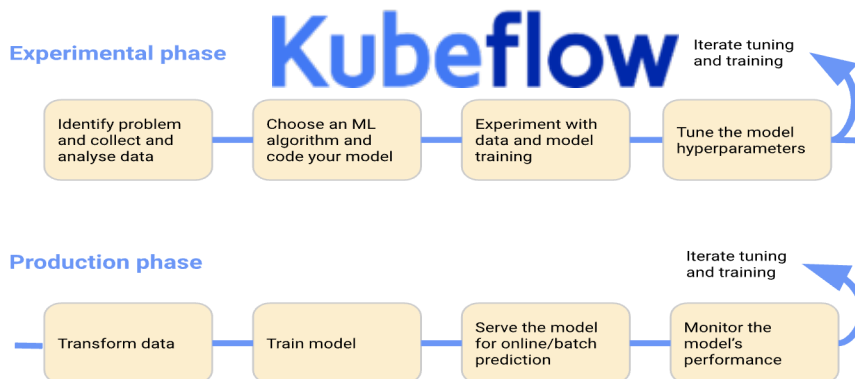 Kubeflow
Experimental phase
Iterate tuning
and training
Identify problem
and collect and
analyse data
Choose an ML
algorithm and
code your model
Experiment with
data and model
training
Tune the model
hyperparameters
Production phase
Iterate tuning
and training
Transform data
Train model
Serve the model
for online/batch
prediction
Monitor the
model's
performance